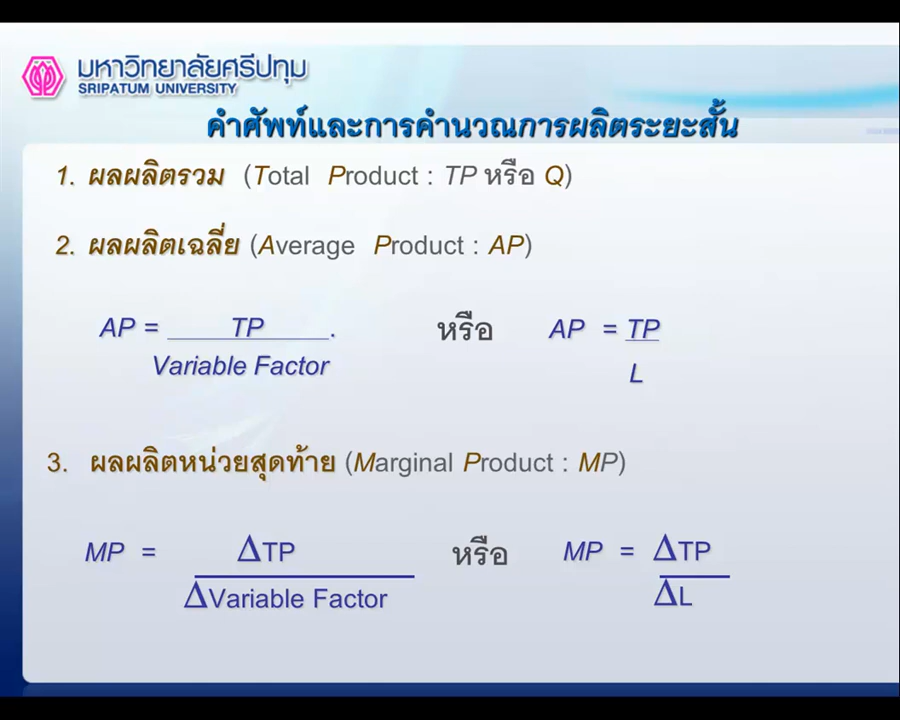 มหาวิทยาลัยศรีปทุม
SRIPATUM UNIVERSITY
คำศัพท์และการคำนวณการผลิตระยะสั้น
1. ผลผลิตรวม (Total Product : TP หรือ Q)
2. ผลผลิตเฉลี่ย (Average Product : AP)
AP = TP . หรือ AP = TP
Variable Factor L
3. ผลผลิตหน่วยสุดท้าย (Marginal Product : MP)
MP = ΔTP หรือ MP = ΔTP
ΔVariable Factor ΔL